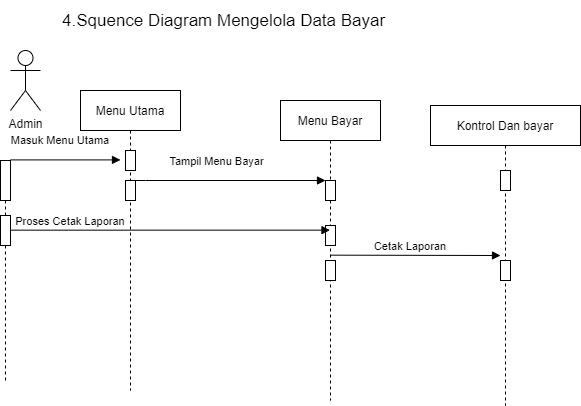 4.Squence Diagram Mengelola Data Bayar
Admin
Menu Utama
Menu Bayar
Kontrol Dan bayar
Masuk Menu Utama
Tampil Menu Bayar
Proses Cetak Laporan
Cetak Laporan